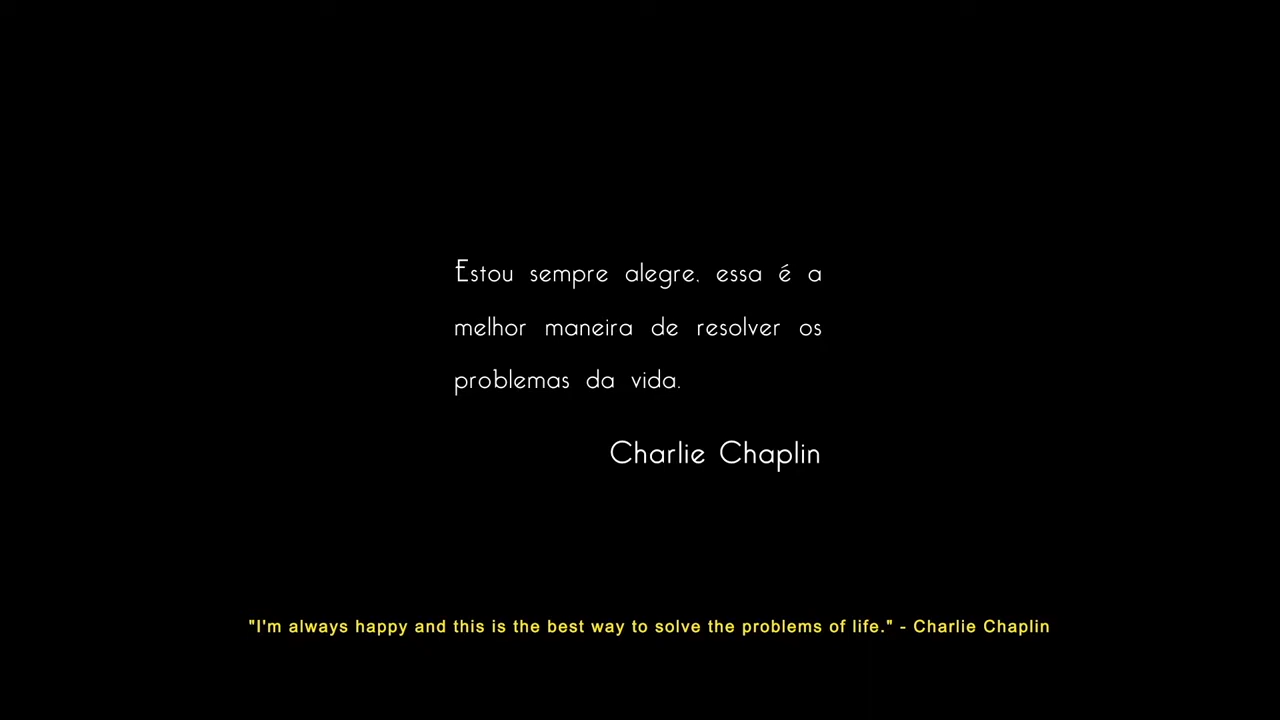 Estou sempre alegre, essa é a
melhor maneira de resolver os
problemas da vida.
Charlie Chaplin
"I'm always happy and this is the best way to solve the problems of life." - Charlie Chaplin